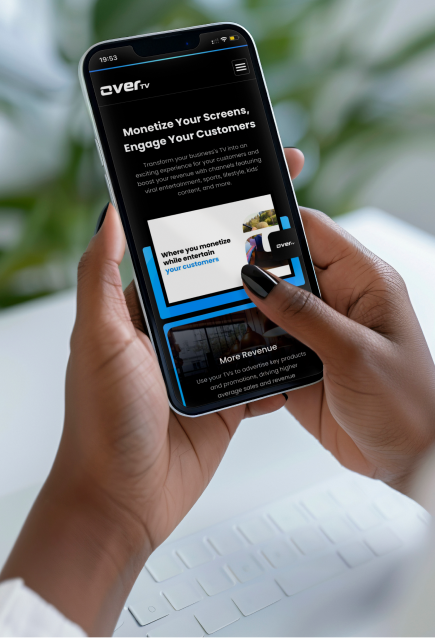 19:53
over TV
Monetize Your Screens,
Engage Your Customers
Transform your business's TV into an
exciting experience for your customers and
boost your revenue with channels featuring
viral entertainment, sports, lifestyle, kids'
content, and more.
Where you monetize
while entertain
your customers
over
More Revenue
Use your TVs to advertise key products
and promotions, driving higher
average sales and revenue